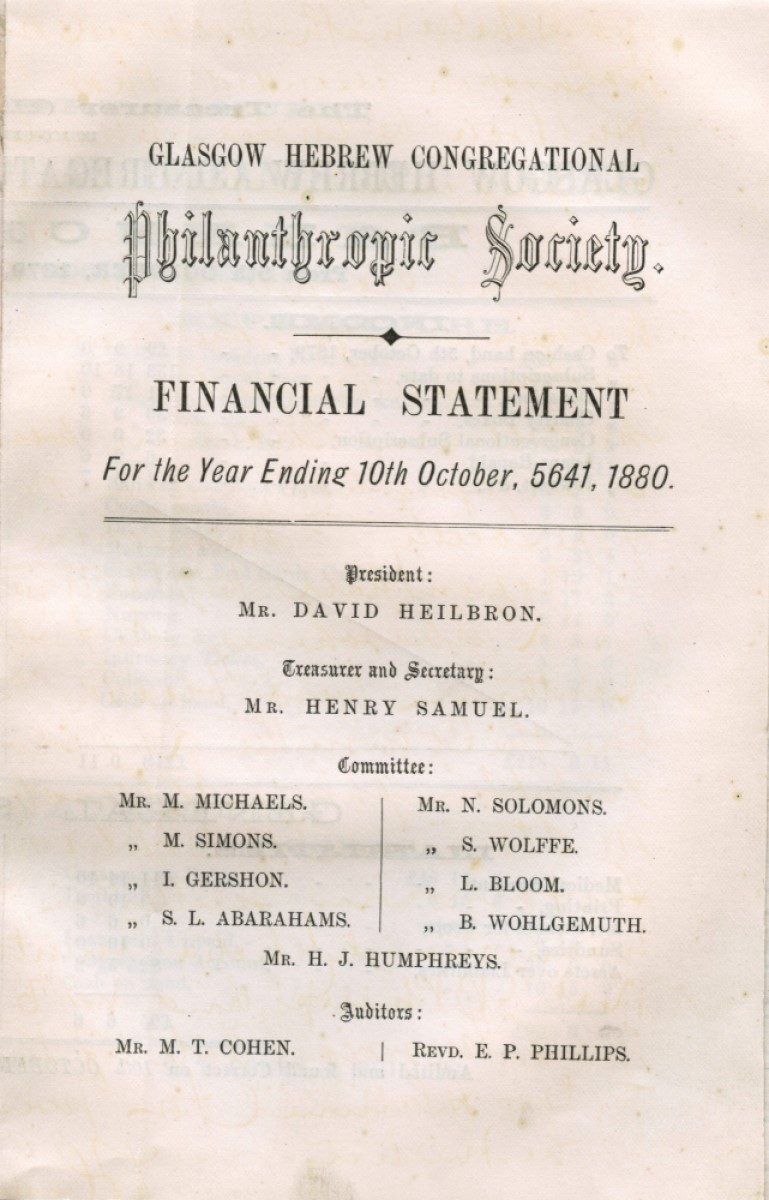 GLASGOW HEBREW CONGREGATIONAL
Philanthropic Society.
FINANCIAL STATEMENT
For the Year Ending 10th October, 5641, 1880.
President:
MR. DAVID HEILBRON.
Treasurer and Secretary:
MR. HENRY SAMUEL.
Committee:
MR. M. MICHAELS.
„ M. SIMONS.
„ I. GERSHON.
„ S. L. ABARAHAMS.
MR. N. SOLOMONS.
„ S. WOLFFE.
„ L. BLOOM.
„ B. WOHLGEMUTH.
MR. H. J. HUMPHREYS.
Auditors:
MR. M. T. COHEN. | REVD. E. P. PHILLIPS.